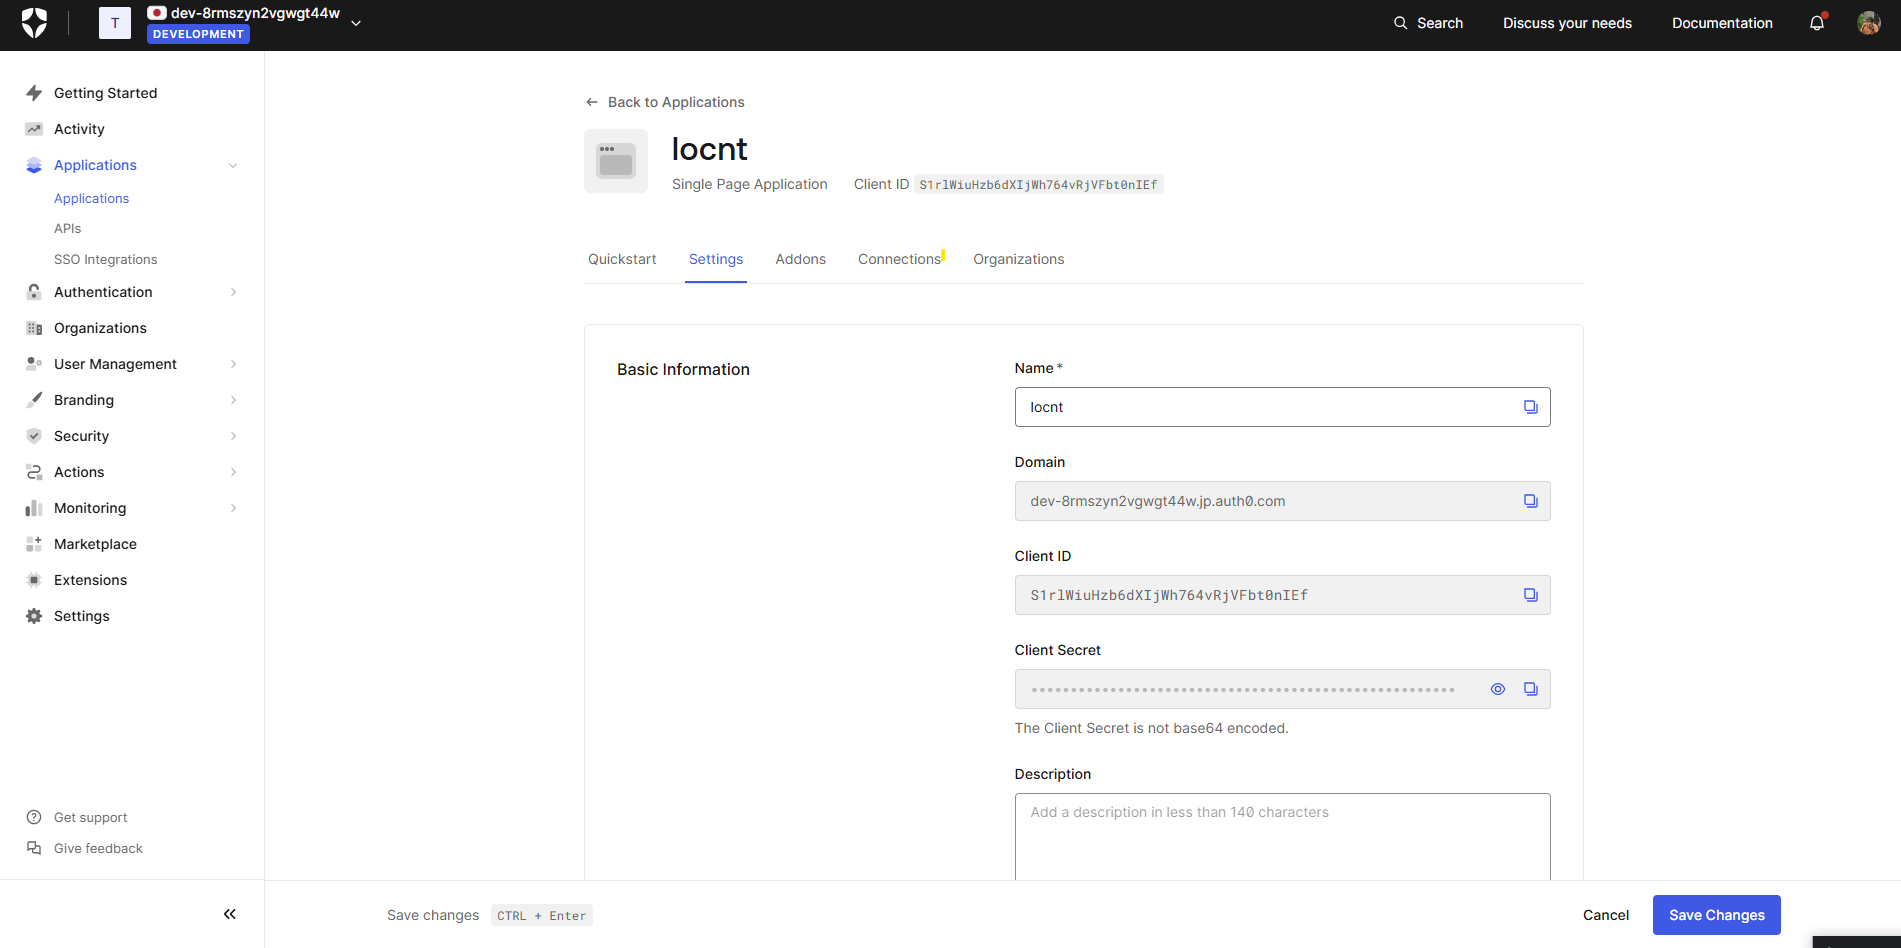 T
dev-8rmszyn2vgwgt44w
DEVELOPMENT
Search
Discuss your needs
Documentation
Getting Started
Activity
Applications
Applications
APIs
SSO Integrations
Authentication
Organizations
User Management
Branding
Security
Actions
Monitoring
Marketplace
Extensions
Settings
Get support
Give feedback
Back to Applications
locnt
Single Page Application
Client ID S1rlWiuHzb6dXIjWh764vRjVFbt0nIEf
Quickstart
Settings
Addons
Connections
Organizations
Basic Information
Name *
locnt
Domain
dev-8rmszyn2vgwgt44w.jp.auth0.com
Client ID
S1rlWiuHzb6dXIjWh764vRjVFbt0nIEf
Client Secret
••••••••••••••••••••••••••••••••••••••••••••••••••••••
The Client Secret is not base64 encoded.
Description
Add a description in less than 140 characters
Save changes CTRL + Enter
Cancel
Save Changes